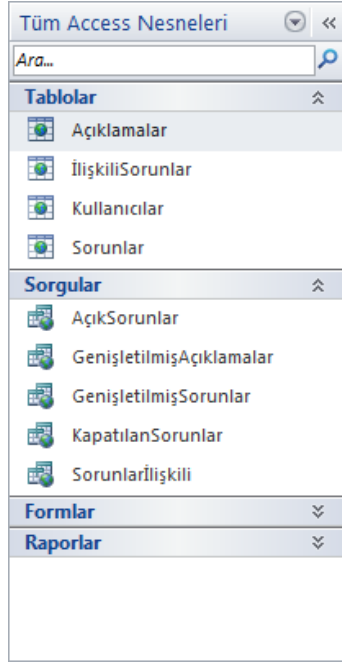 Tüm Access Nesneleri
Ara...
Tablolar
Açıklamalar
İlişkiliSorunlar
Kullanıcılar
Sorunlar
Sorgular
AçıkSorunlar
GenişletilmişAçıklamalar
GenişletilmişSorunlar
KapatılanSorunlar
Sorunlarİlişkili
Formlar
Raporlar